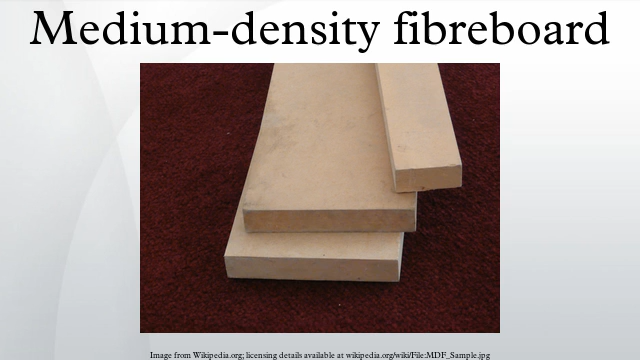 Medium-density fibreboard
Image from Wikipedia.org; licensing details available at wikipedia.org/wiki/File:MDF_Sample.jpg